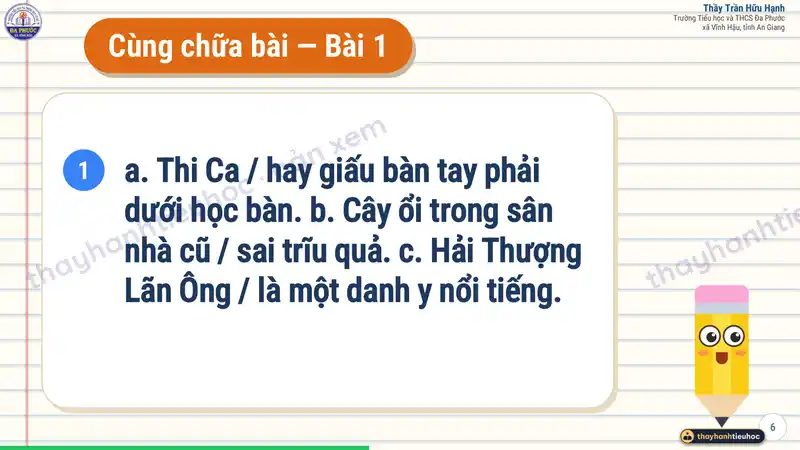 Thầy Trần Hữu Hạnh
Trường Tiểu học và THCS Đa Phước
xã Vĩnh Hậu, tỉnh An Giang
ĐA PHƯỚC
Cùng chữa bài – Bài 1
1
a. Thi Ca / hay giấu bàn tay phải
dưới học bàn. b. Cây ổi trong sân
nhà cũ / sai trĩu quả. c. Hải Thượng
Lãn Ông / là một danh y nổi tiếng.
thayhanhtieuhoc
6